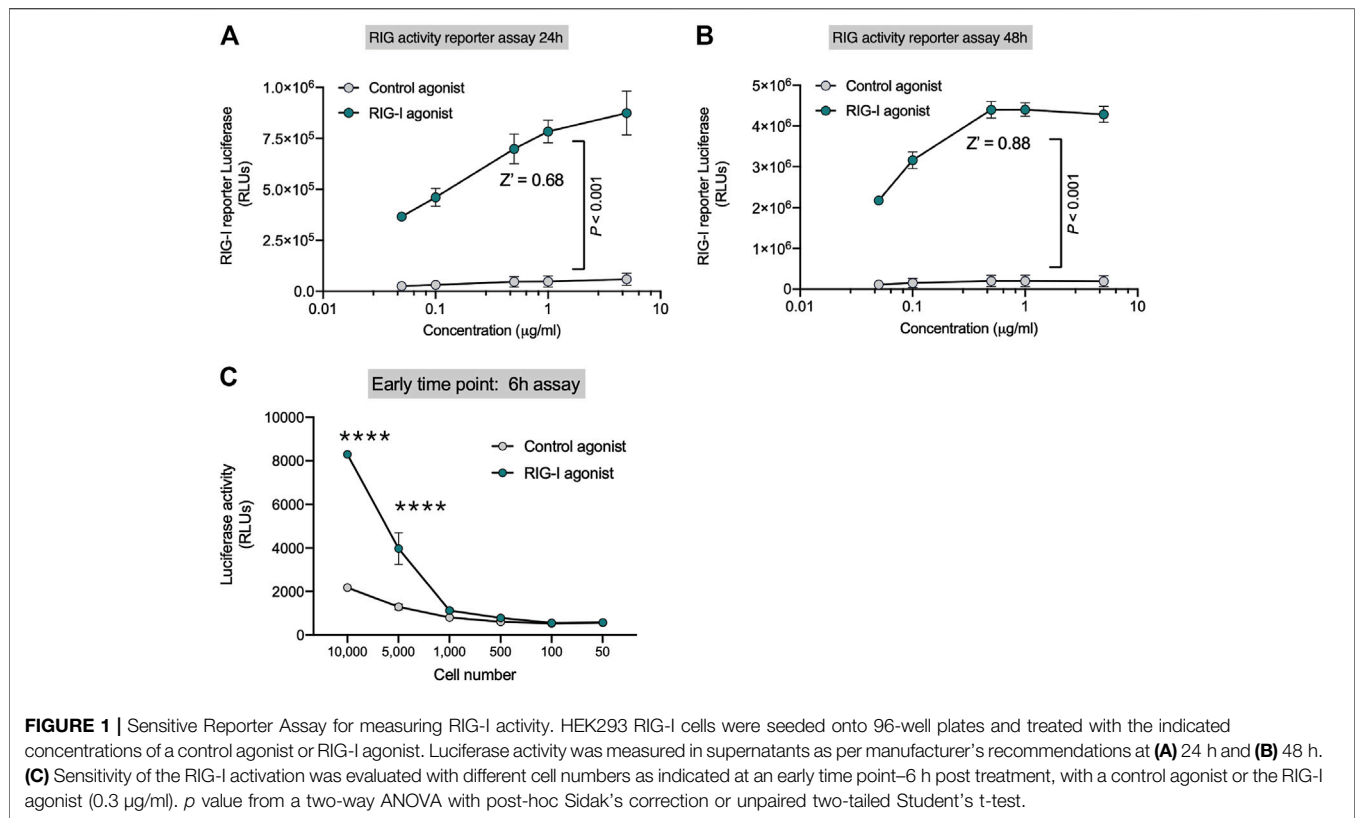 A
RIG activity reporter assay 24h
Control agonist
RIG-I agonist
RIG-I reporter Luciferase
(RLUs)
1.0×10⁶
7.5×10⁵
5.0×10⁵
2.5×10⁵
0.0
Z' = 0.68
P < 0.001
0.01 0.1 1 10
Concentration (µg/ml)
B
RIG activity reporter assay 48h
Control agonist
RIG-I agonist
RIG-I reporter Luciferase
(RLUs)
5×10⁶
4×10⁶
3×10⁶
2×10⁶
1×10⁶
0
Z' = 0.88
P < 0.001
0.01 0.1 1 10
Concentration (µg/ml)
C
Early time point: 6h assay
Control agonist
RIG-I agonist
Luciferase activity
(RLUs)
10000
8000
6000
4000
2000
0
****
****
10,000 5,000 1,000 500 100 50
Cell number
FIGURE 1 | Sensitive Reporter Assay for measuring RIG-I activity. HEK293 RIG-I cells were seeded onto 96-well plates and treated with the indicated
concentrations of a control agonist or RIG-I agonist. Luciferase activity was measured in supernatants as per manufacturer's recommendations at (A) 24 h and (B) 48 h.
(C) Sensitivity of the RIG-I activation was evaluated with different cell numbers as indicated at an early time point–6 h post treatment, with a control agonist or the RIG-I
agonist (0.3 µg/ml). p value from a two-way ANOVA with post-hoc Sidak's correction or unpaired two-tailed Student's t-test.